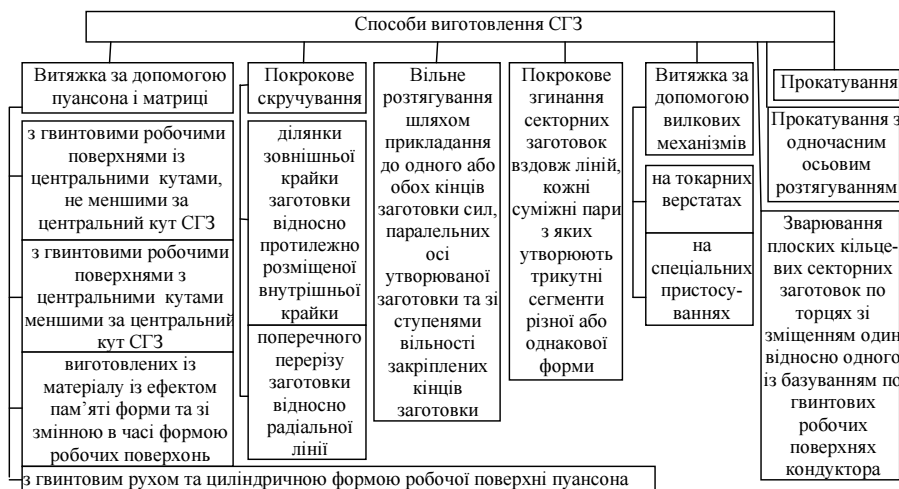 Способи виготовлення СГЗ
Витяжка за допомогою
пуансона і матриці
з гвинтовими робочими
поверхнями із
центральними кутами,
не меншими за
центральний кут СГЗ
з гвинтовими робочими
поверхнями з
центральними кутами
меншими за центральний
кут СГЗ
виготовлених із
матеріалу із ефектом
пам’яті форми та зі
змінною в часі формою
робочих поверхонь
з гвинтовим рухом та циліндричною формою робочої поверхні пуансона
Покрокове
скручування
ділянки
зовнішньої
крайки
заготовки
відносно
протилежно
розміщеної
внутрішньої
крайки
поперечного
перерізу
заготовки
відносно
радіальної
лінії
Вільне
розтягування
шляхом
прикладання
до одного або
обох кінців
заготовки сил,
паралельних
осі
утворюваної
заготовки та зі
ступенями
вільності
закріплених
кінців
заготовки
Покрокове
згинання
секторних
заготовок
вздовж ліній,
кожні
суміжні пари
з яких
утворюють
трикутні
сегменти
різної або
однакової
форми
Витяжка за
допомогою
вилкових
механізмів
на токарних
верстатах
на
спеціальних
пристосу-
ваннях
Прокатування
Прокатування з
одночасним
осьовим
розтягуванням
Зварювання
плоских кільце-
вих секторних
заготовок по
торцях зі
зміщенням один
відносно одного
із базуванням по
гвинтових
робочих
поверхнях
кондуктора